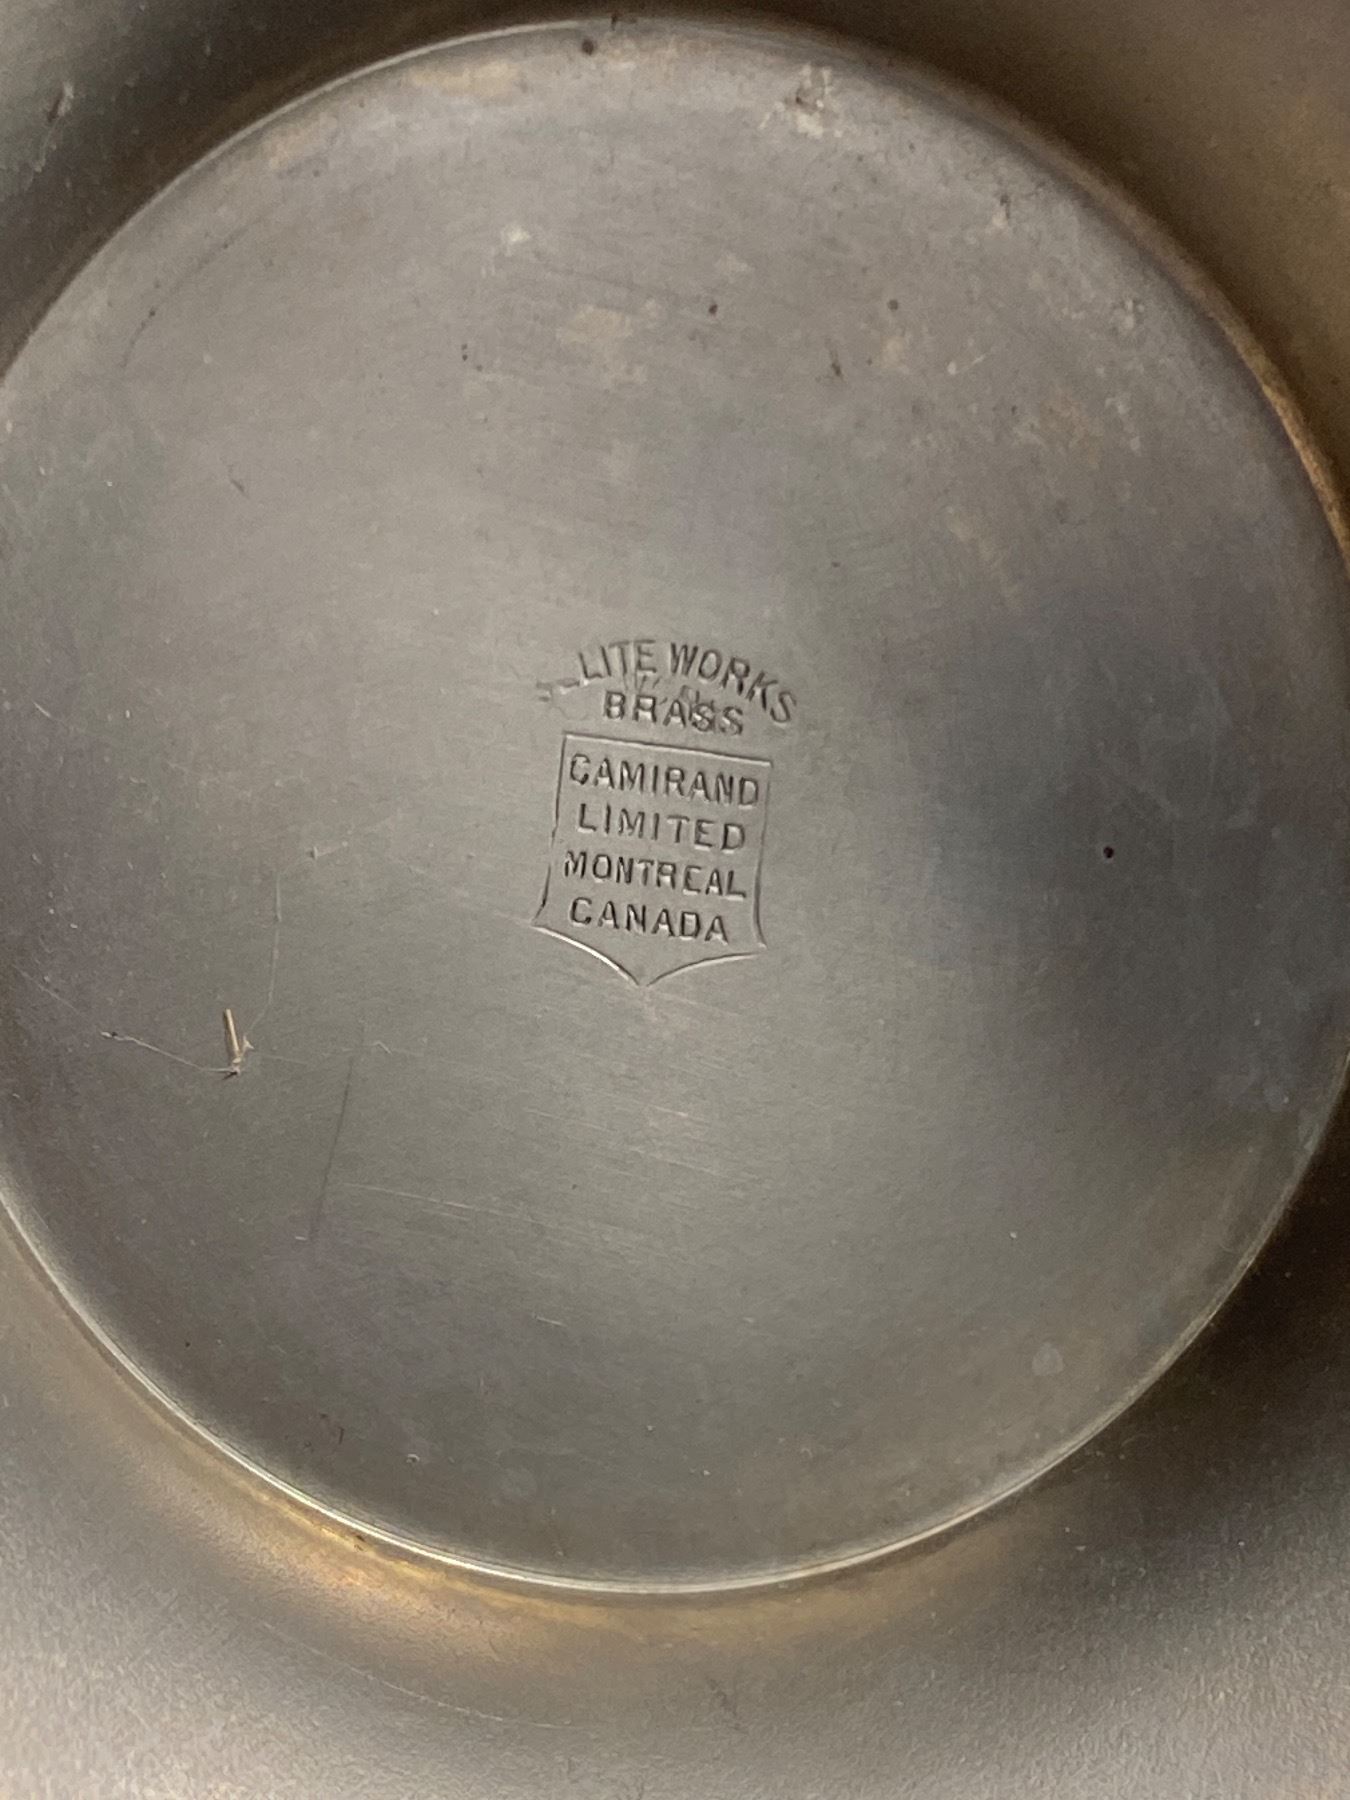 LITE WORKS
BRASS
CAMIRAND
LIMITED
MONTREAL
CANADA